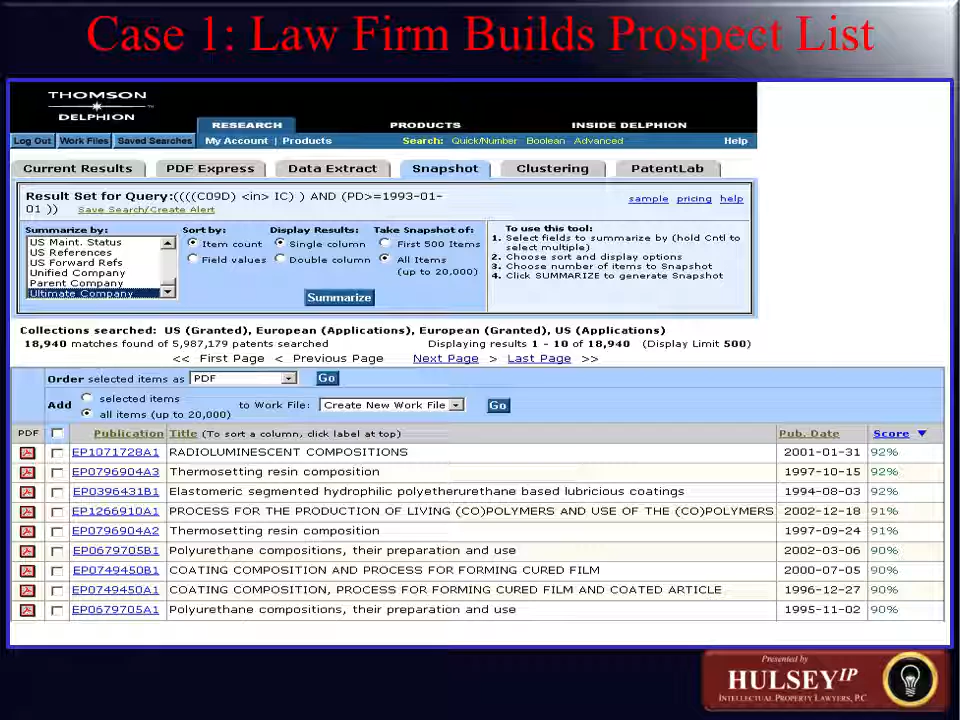 Case 1: Law Firm Builds Prospect List
THOMSON
DELPHION
RESEARCH PRODUCTS INSIDE DELPHION
Log Out Work Files Saved Searches My Account | Products Search: Quick/Number Boolean Advanced Help
Current Results PDF Express Data Extract Snapshot Clustering PatentLab
Result Set for Query:((((C09D) <in> IC) ) AND (PD>=1993-01-
01 )) Save Search/Create Alert
sample pricing help
Summarize by: Sort by: Display Results: Take Snapshot of:
US Maint. Status
US References
US Forward Refs
Unified Company
Parent Company
Ultimate Company
Item count Single column First 500 Items
Field values Double column All Items
(up to 20,000)
Summarize
To use this tool:
1. Select fields to summarize by (hold Cntl to
select multiple)
2. Choose sort and display options
3. Choose number of items to Snapshot
4. Click SUMMARIZE to generate Snapshot
Collections searched: US (Granted), European (Applications), European (Granted), US (Applications)
18,940 matches found of 5,987,179 patents searched Displaying results 1 - 10 of 18,940 (Display Limit 500)
<< First Page < Previous Page Next Page > Last Page >>
Order selected items as PDF Go
Add selected items
all items (up to 20,000) to Work File: Create New Work File Go
PDF Publication Title (To sort a column, click label at top) Pub. Date Score
EP1071728A1 RADIOLUMINESCENT COMPOSITIONS 2001-01-31 92%
EP0796904A3 Thermosetting resin composition 1997-10-15 92%
EP0396431B1 Elastomeric segmented hydrophilic polyetherurethane based lubricious coatings 1994-08-03 92%
EP1266910A1 PROCESS FOR THE PRODUCTION OF LIVING (CO)POLYMERS AND USE OF THE (CO)POLYMERS 2002-12-18 91%
EP0796904A2 Thermosetting resin composition 1997-09-24 91%
EP0679705B1 Polyurethane compositions, their preparation and use 2002-03-06 90%
EP0749450B1 COATING COMPOSITION AND PROCESS FOR FORMING CURED FILM 2000-07-05 90%
EP0749450A1 COATING COMPOSITION, PROCESS FOR FORMING CURED FILM AND COATED ARTICLE 1996-12-27 90%
EP0679705A1 Polyurethane compositions, their preparation and use 1995-11-02 90%
Presented by
HULSEY IP
INTELLECTUAL PROPERTY LAWYERS, P.C.